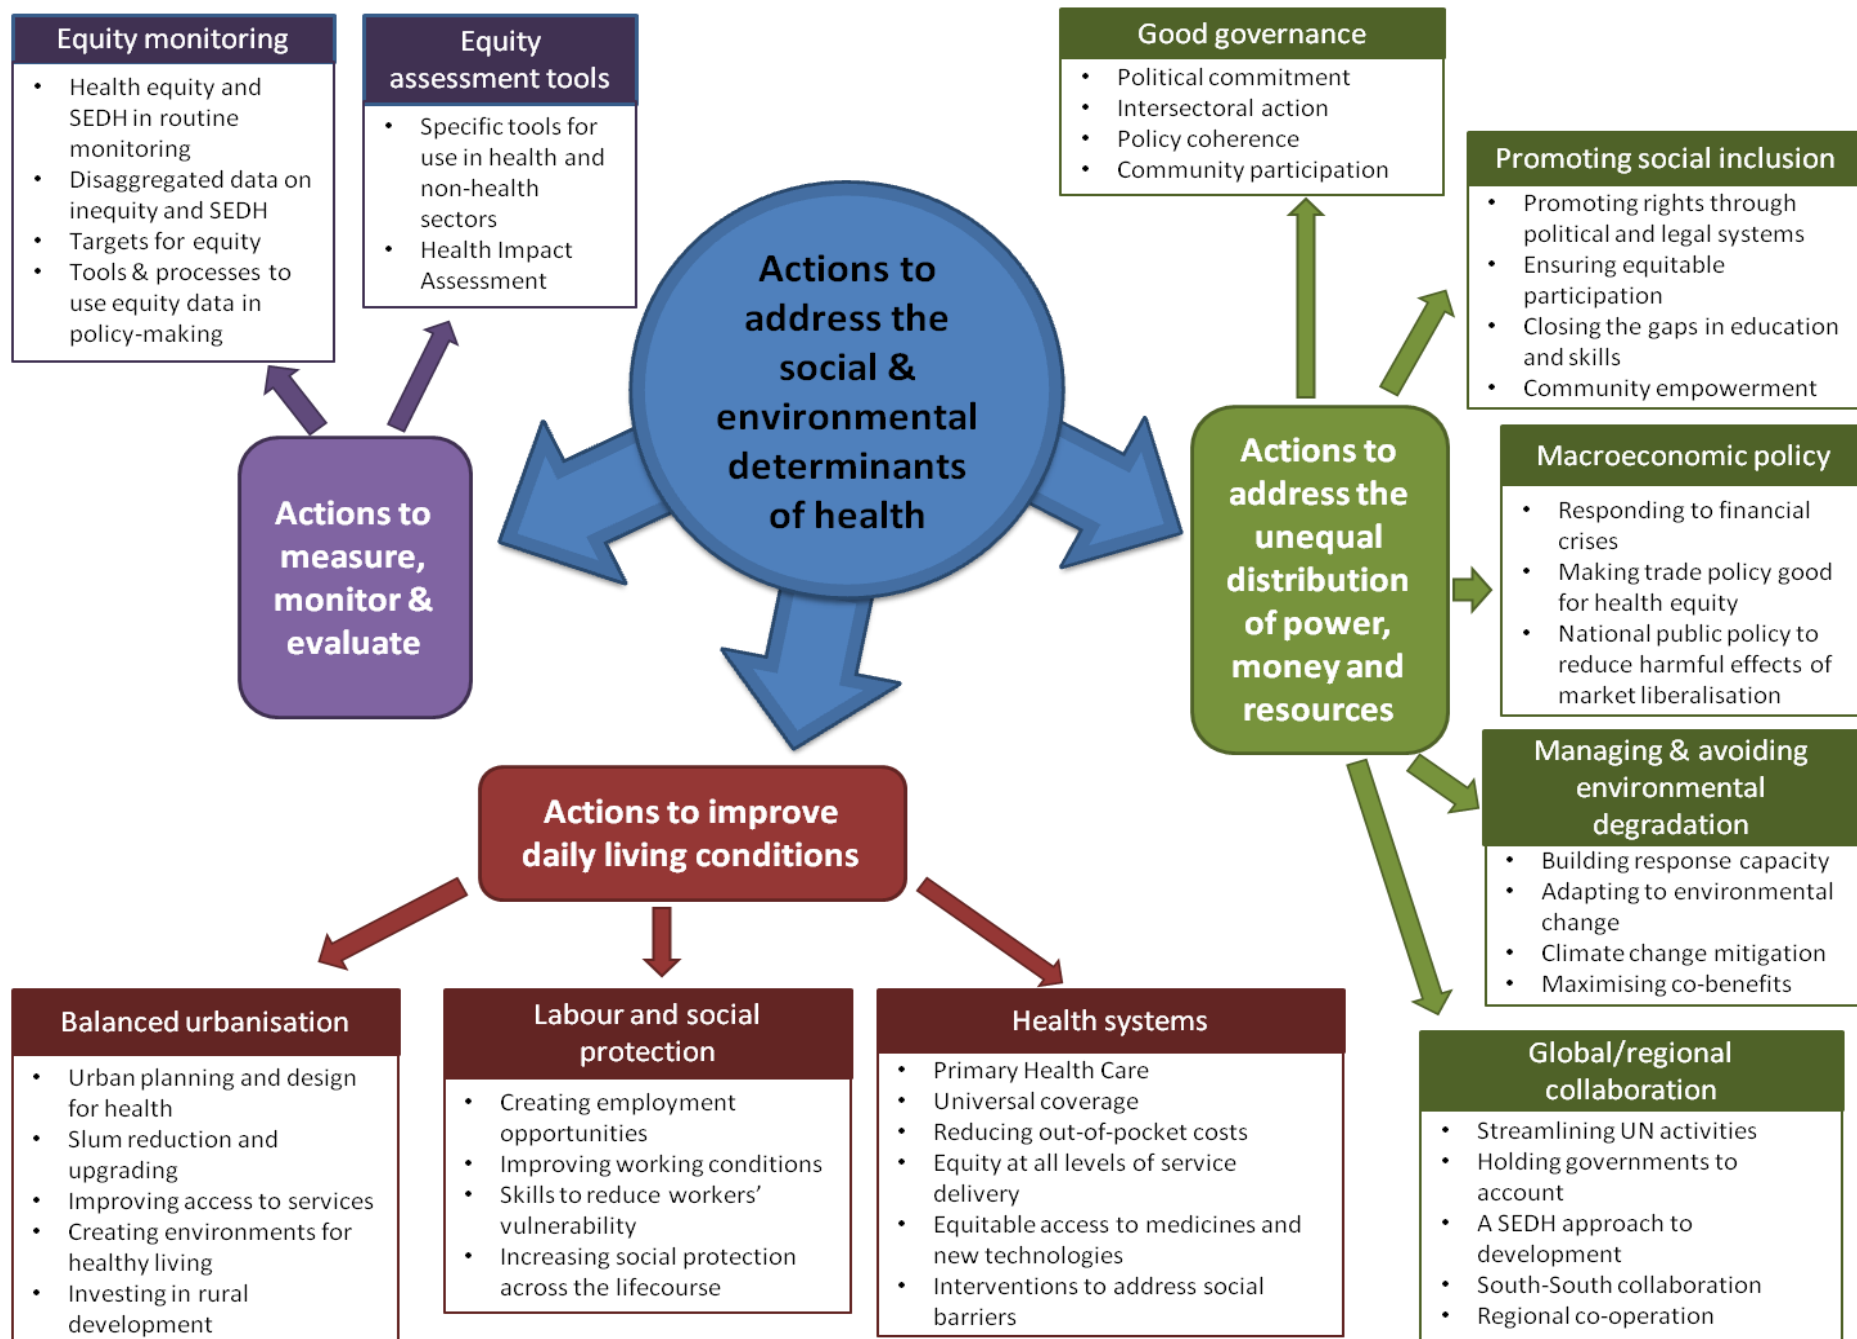 Equity monitoring
• Health equity and
SEDH in routine
monitoring
• Disaggregated data on
inequity and SEDH
• Targets for equity
• Tools & processes to
use equity data in
policy-making
Equity
assessment tools
• Specific tools for
use in health and
non-health
sectors
• Health Impact
Assessment
Actions to
measure,
monitor &
evaluate
Actions to
address the
social &
environmental
determinants
of health
Good governance
• Political commitment
• Intersectoral action
• Policy coherence
• Community participation
Promoting social inclusion
• Promoting rights through
political and legal systems
• Ensuring equitable
participation
• Closing the gaps in education
and skills
• Community empowerment
Actions to
address the
unequal
distribution
of power,
money and
resources
Macroeconomic policy
• Responding to financial
crises
• Making trade policy good
for health equity
• National public policy to
reduce harmful effects of
market liberalisation
Managing & avoiding
environmental
degradation
• Building response capacity
• Adapting to environmental
change
• Climate change mitigation
• Maximising co-benefits
Global/regional
collaboration
• Streamlining UN activities
• Holding governments to
account
• A SEDH approach to
development
• South-South collaboration
• Regional co-operation
Actions to improve
daily living conditions
Balanced urbanisation
• Urban planning and design
for health
• Slum reduction and
upgrading
• Improving access to services
• Creating environments for
healthy living
• Investing in rural
development
Labour and social
protection
• Creating employment
opportunities
• Improving working conditions
• Skills to reduce workers’
vulnerability
• Increasing social protection
across the lifecourse
Health systems
• Primary Health Care
• Universal coverage
• Reducing out-of-pocket costs
• Equity at all levels of service
delivery
• Equitable access to medicines and
new technologies
• Interventions to address social
barriers